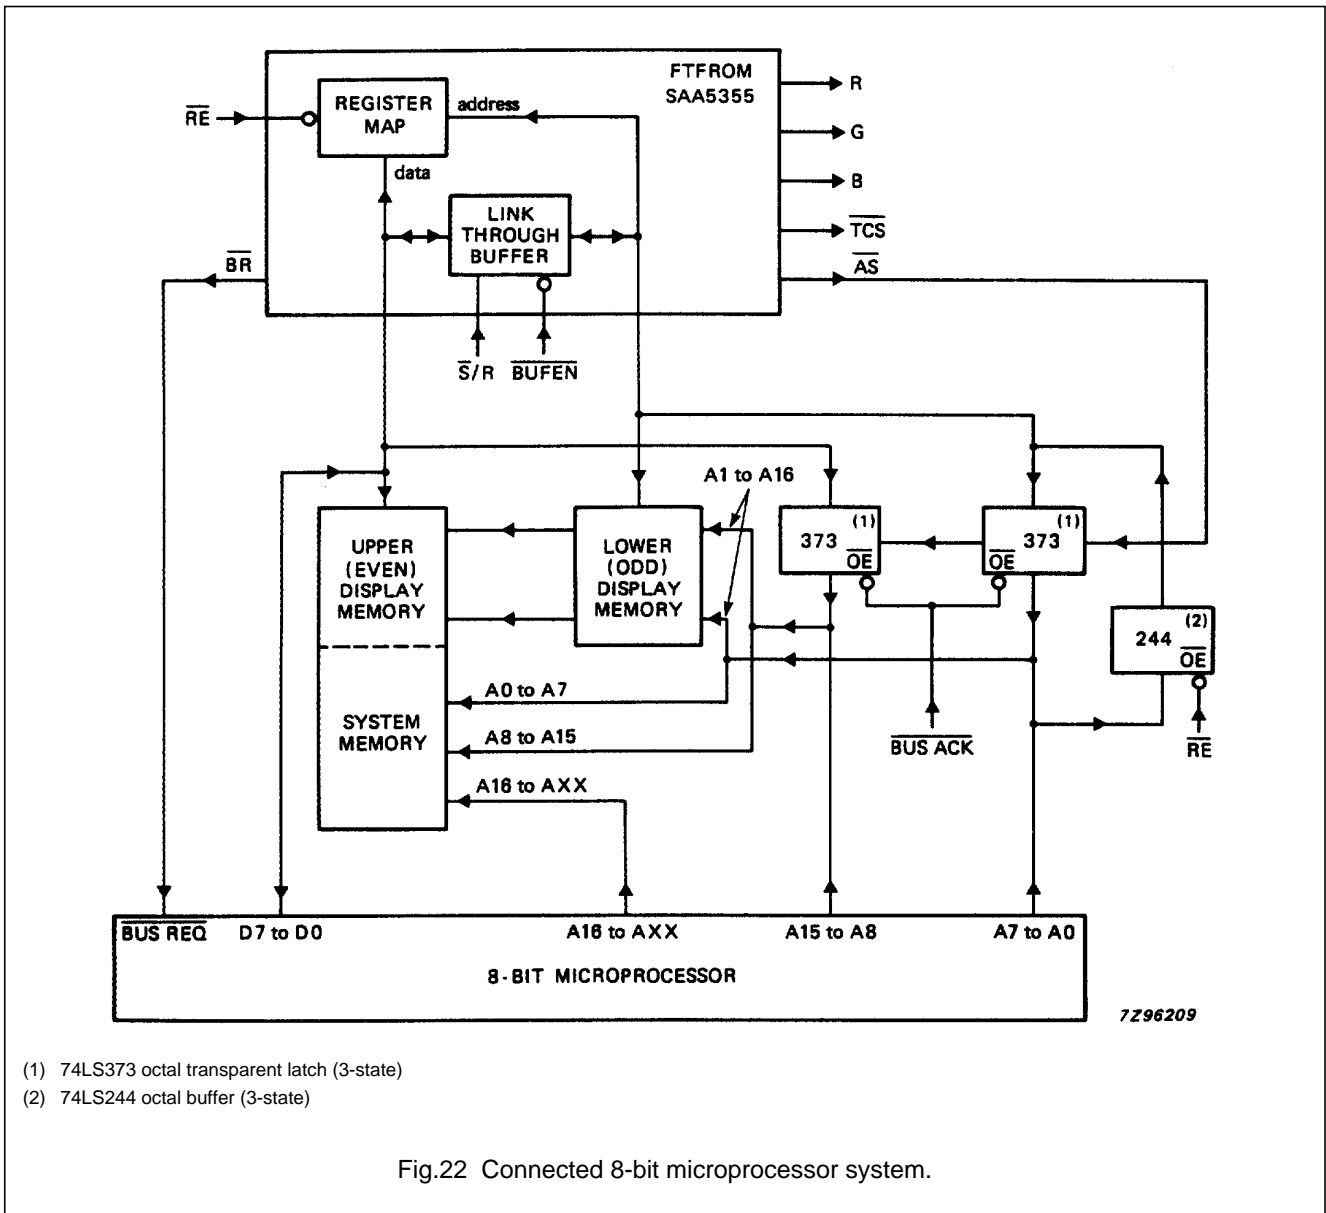 FTFROM
SAA5355
R
G
B
TCS
AS
RE
REGISTER
MAP
address
data
LINK
THROUGH
BUFFER
BR
S/R
BUFEN
A1 to A16
UPPER
(EVEN)
DISPLAY
MEMORY
LOWER
(ODD)
DISPLAY
MEMORY
373
(1)
OE
373
(1)
OE
244
(2)
OE
SYSTEM
MEMORY
A0 to A7
A8 to A15
A16 to AXX
BUS ACK
RE
BUS REQ D7 to D0 A16 to AXX A15 to A8 A7 to A0
8-BIT MICROPROCESSOR
7Z96209
(1) 74LS373 octal transparent latch (3-state)
(2) 74LS244 octal buffer (3-state)
Fig.22 Connected 8-bit microprocessor system.